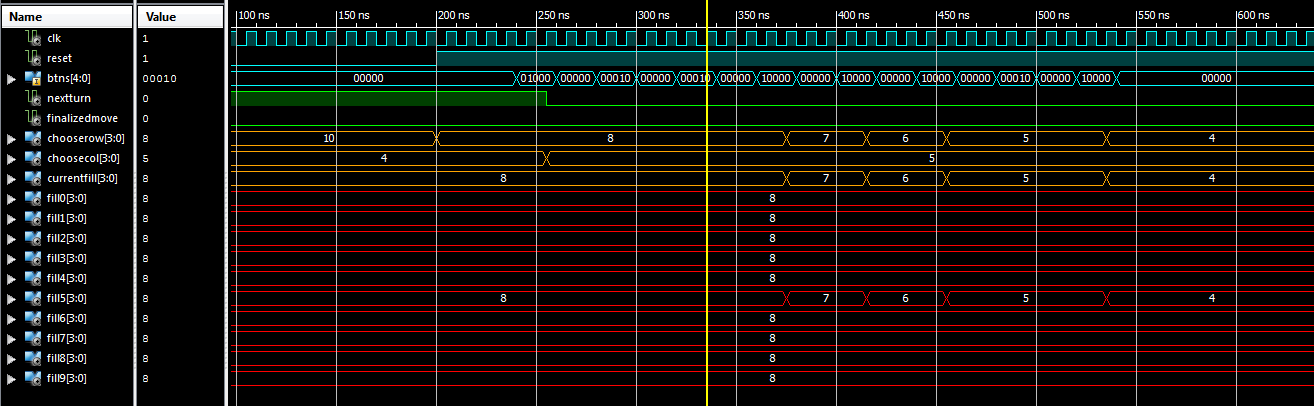 Name Value 100 ns 150 ns 200 ns 250 ns 300 ns 350 ns 400 ns 450 ns 500 ns 550 ns 600 ns
clk 1
reset 1
btns[4:0] 00010 00000 01000 00000 00010 00000 00010 00000 10000 00000 10000 00000 10000 00000 00010 00000 10000 00000
nextturn 0
finalizedmove 0
chooserow[3:0] 8 10 8 7 6 5 4
choosecol[3:0] 5 4 5
currentfill[3:0] 8 8 7 6 5 4
fill0[3:0] 8 8
fill1[3:0] 8 8
fill2[3:0] 8 8
fill3[3:0] 8 8
fill4[3:0] 8 8
fill5[3:0] 8 8 7 6 5 4
fill6[3:0] 8 8
fill7[3:0] 8 8
fill8[3:0] 8 8
fill9[3:0] 8 8